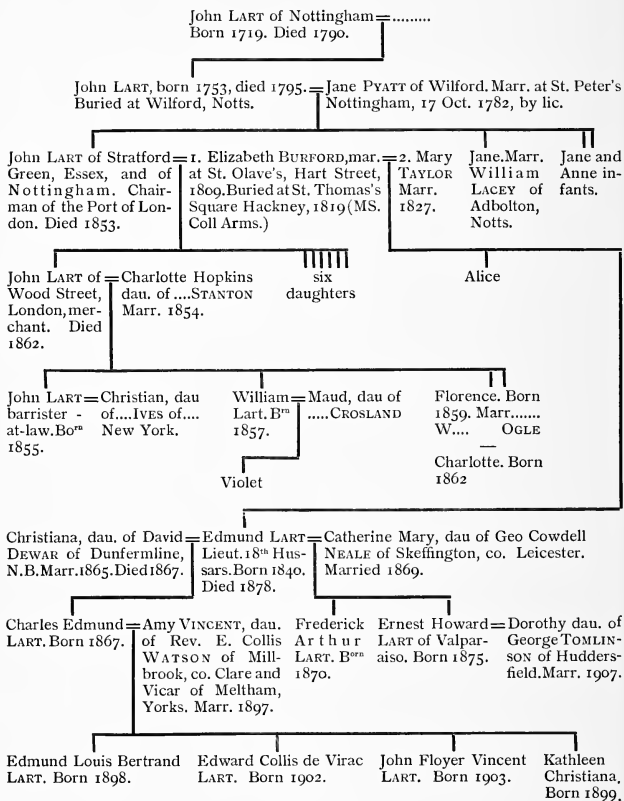 John LART of Nottingham = .........
Born 1719. Died 1790.
John LART, born 1753, died 1795. = Jane PYATT of Wilford. Marr. at St. Peter's
Buried at Wilford, Notts.
Nottingham, 17 Oct. 1782, by lic.
John LART of Stratford =
Green, Essex, and of
Nottingham. Chair-
man of the Port of Lon-
don. Died 1853.
1. Elizabeth BURFORD, mar. =
at St. Olave's, Hart Street,
1809. Buried at St. Thomas's
Square Hackney, 1819 (MS.
Coll Arms.)
2. Mary
TAYLOR
Marr.
1827.
Jane. Marr.
William
LACEY of
Adbolton,
Notts.
Jane and
Anne in-
fants.
John LART of =
Wood Street,
London, mer-
chant. Died
1862.
Charlotte Hopkins
dau. of ....STANTON
Marr. 1854.
six
daughters
Alice
John LART =
barrister -
at-law. Born
1855.
Christian, dau
of....IVES of....
New York.
William =
Lart. Brn
1857.
Maud, dau of
.....CROSLAND
Florence. Born
1859. Marr.......
W.... OGLE
—
Charlotte. Born
1862
Violet
Christiana, dau. of David =
DEWAR of Dunfermline,
N.B. Marr. 1865. Died 1867.
Edmund LART =
Lieut. 18th Hus-
sars. Born 1840.
Died 1878.
Catherine Mary, dau of Geo Cowdell
NEALE of Skeffington, co. Leicester.
Married 1869.
Charles Edmund =
LART. Born 1867.
Amy VINCENT, dau.
of Rev. E. Collis
WATSON of Mill-
brook, co. Clare and
Vicar of Meltham,
Yorks. Marr. 1897.
Frederick
Arthur
LART. Born
1870.
Ernest Howard =
LART of Valpar-
aiso. Born 1875.
Dorothy dau. of
George TOMLIN-
SON of Hudders-
field. Marr. 1907.
Edmund Louis Bertrand
LART. Born 1898.
Edward Collis de Virac
LART. Born 1902.
John Floyer Vincent
LART. Born 1903.
Kathleen
Christiana,
Born 1899.